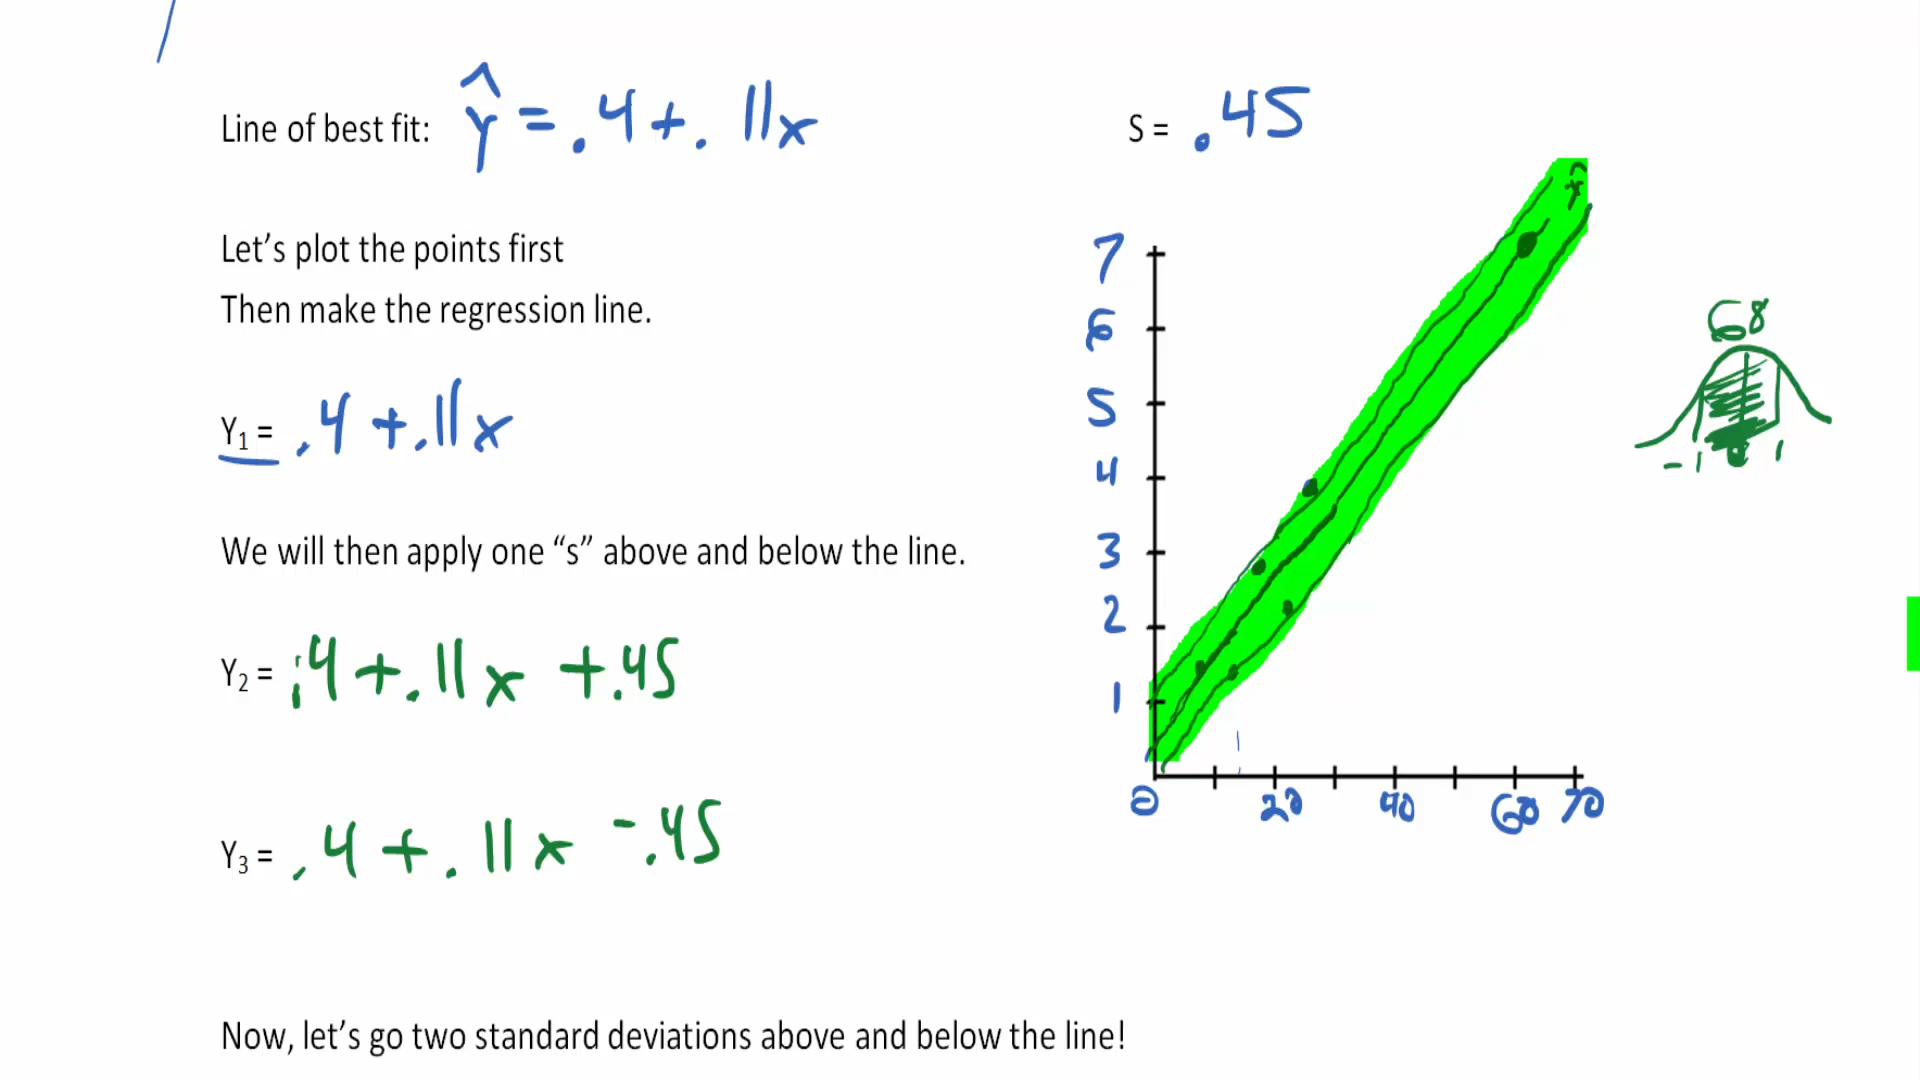 Line of best fit: ŷ = .4 + .11x
S = .45
Let's plot the points first
Then make the regression line.
Y₁ = .4 + .11x
We will then apply one “s” above and below the line.
Y₂ = .4 + .11x + .45
Y₃ = .4 + .11x - .45
Now, let's go two standard deviations above and below the line!
ŷ
7
6
5
4
3
2
1
0 20 40 60 70
68
-1 0 1